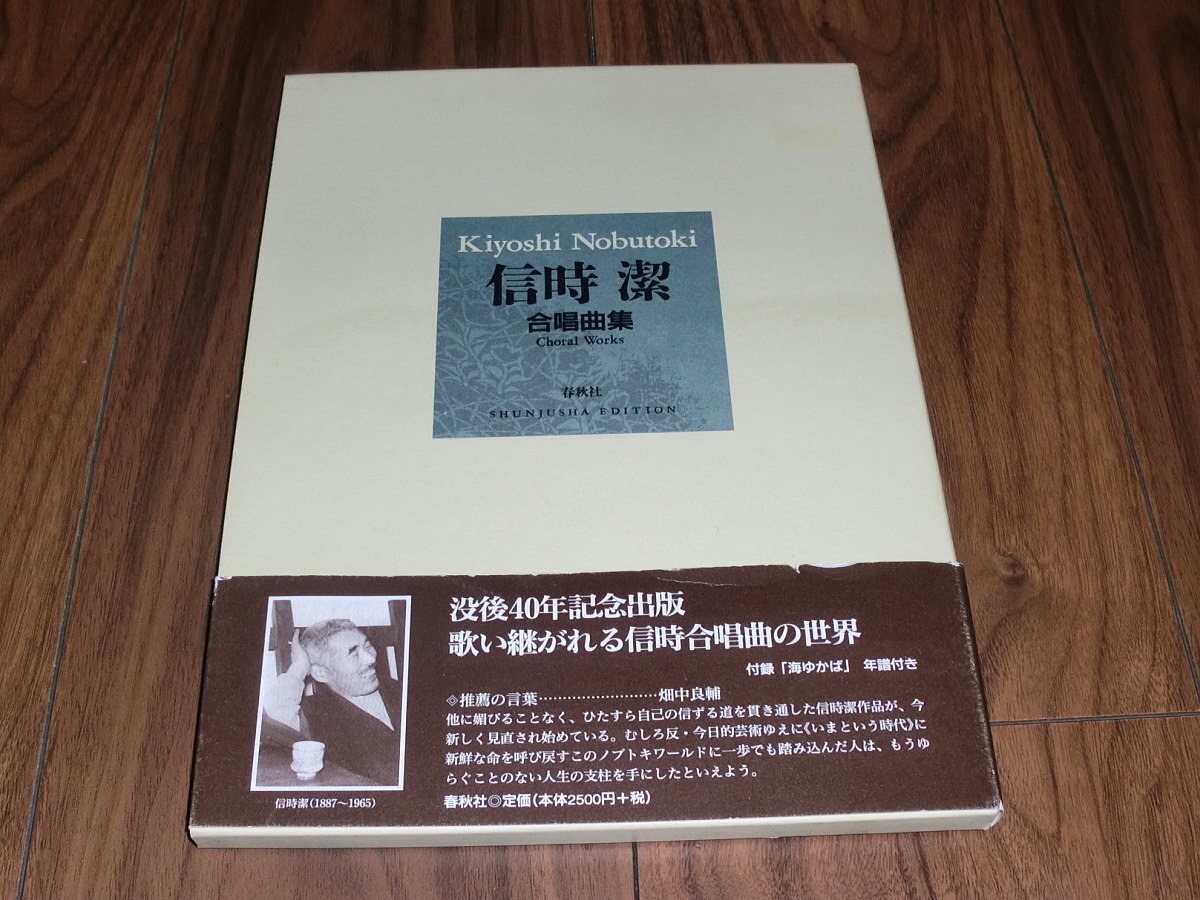 Kiyoshi Nobutoki
信時 潔
合唱曲集
Choral Works
春秋社
SHUNJUSHA EDITION
没後40年記念出版
歌い継がれる信時合唱曲の世界
付録「海ゆかば」 年譜付き
◎推薦の言葉………………………畑中良輔
他に媚びることなく、ひたすら自己の信ずる道を貫き通した信時潔作品が、今
新しく見直され始めている。むしろ反・今日的芸術ゆえに《いまという時代》に
新鮮な命を呼び戻すこのノブトキワールドに一歩でも踏み込んだ人は、もうゆ
らぐことのない人生の支柱を手にしたといえよう。
春秋社◎定価(本体2500円+税)
信時潔(1887〜1965)